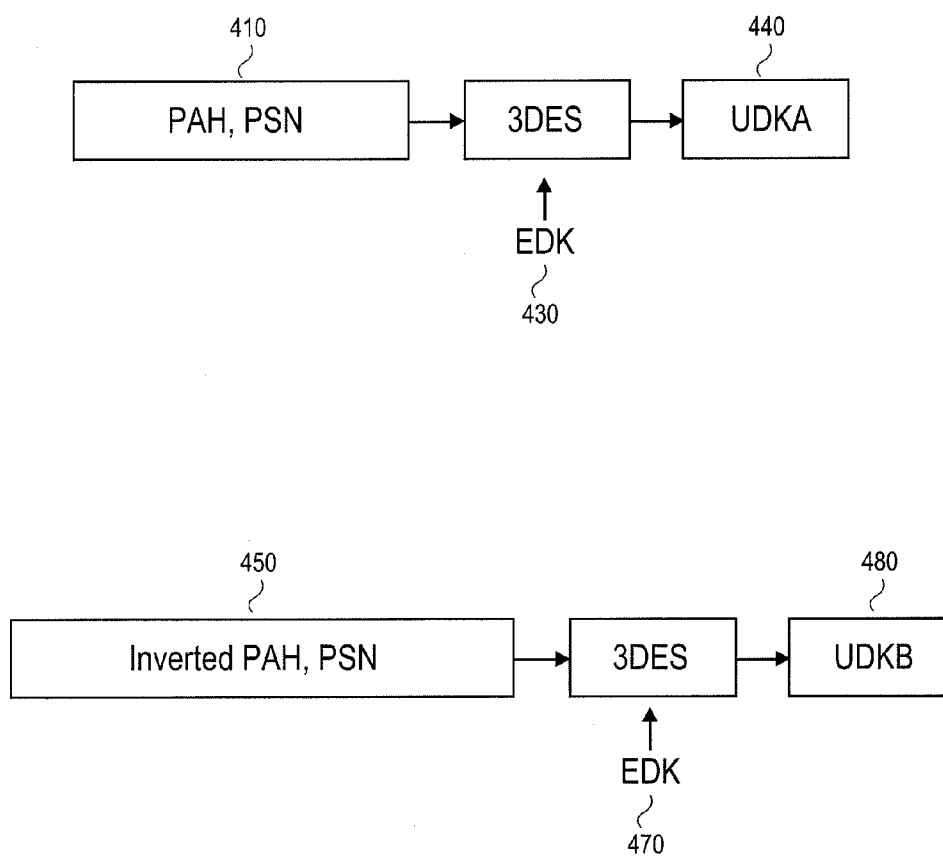 410
440
PAH, PSN
3DES
UDKA
EDK
430
450
480
Inverted PAH, PSN
3DES
UDKB
EDK
470